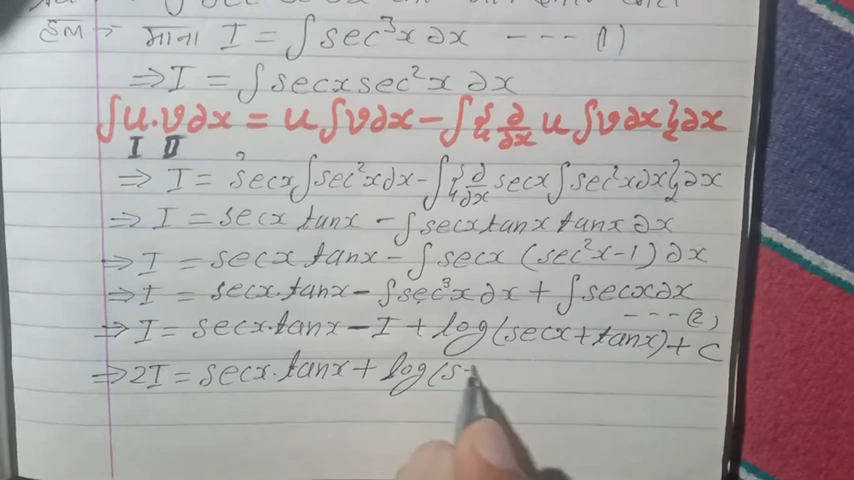 हल → माना I = ∫sec³x ∂x ---- (1)
⇒ I = ∫secx sec²x ∂x
∫u.v∂x = u∫v∂x - ∫{∂/∂x u∫v∂x}∂x
I II
⇒ I = secx∫sec²x∂x - ∫{∂/∂x secx∫sec²x∂x}∂x
⇒ I = secx tanx - ∫secx tanx tanx ∂x
⇒ I = secx tanx - ∫secx (sec²x-1) ∂x
⇒ I = secx.tanx - ∫sec³x ∂x + ∫secx∂x
---(2)
⇒ I = secx.tanx - I + log(secx+tanx)+C
⇒ 2I = secx.tanx + log(s